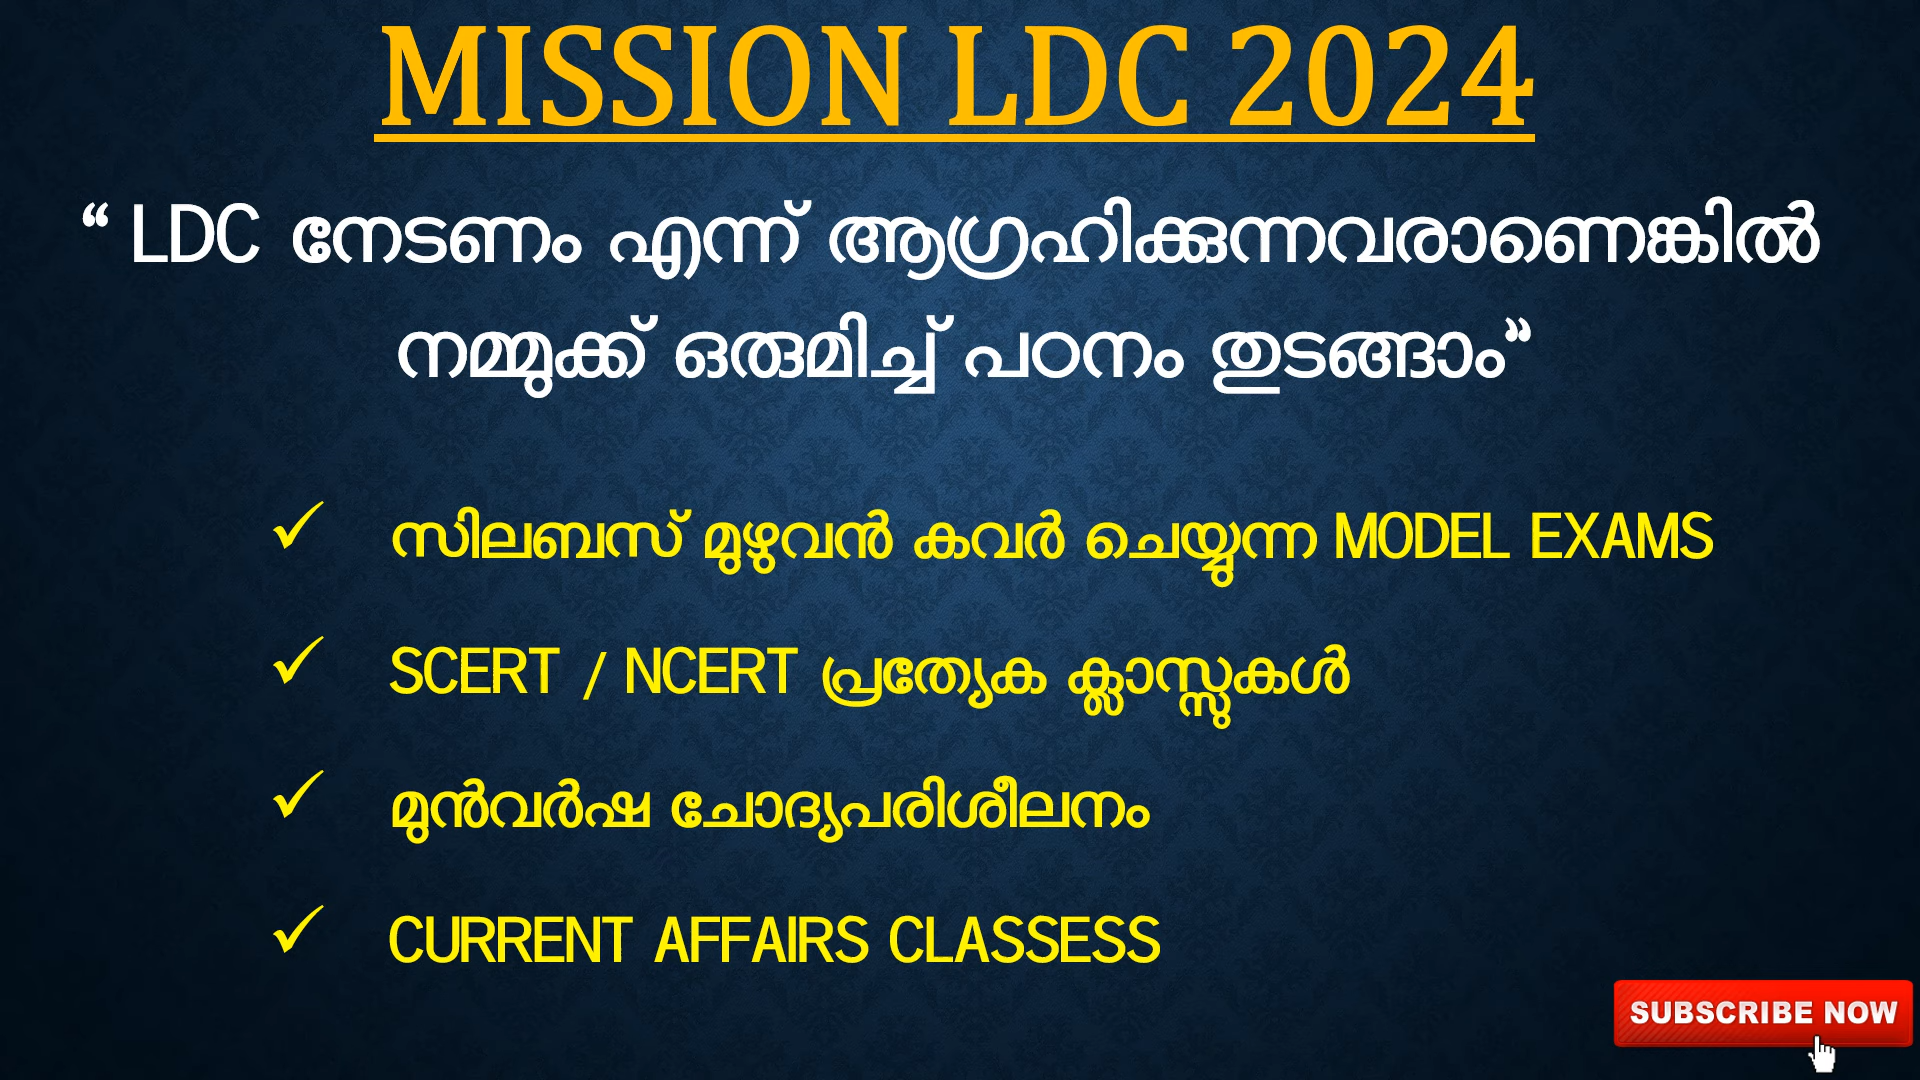 MISSION LDC 2024
“ LDC നേടണം എന്ന് ആഗ്രഹിക്കുന്നവരാണെങ്കിൽ
നമ്മുക്ക് ഒരുമിച്ച് പഠനം തുടങ്ങാം”
✓ സിലബസ് മുഴുവൻ കവർ ചെയ്യുന്ന MODEL EXAMS
✓ SCERT / NCERT പ്രത്യേക ക്ലാസ്സുകൾ
✓ മുൻവർഷ ചോദ്യപരിശീലനം
✓ CURRENT AFFAIRS CLASSESS
SUBSCRIBE NOW